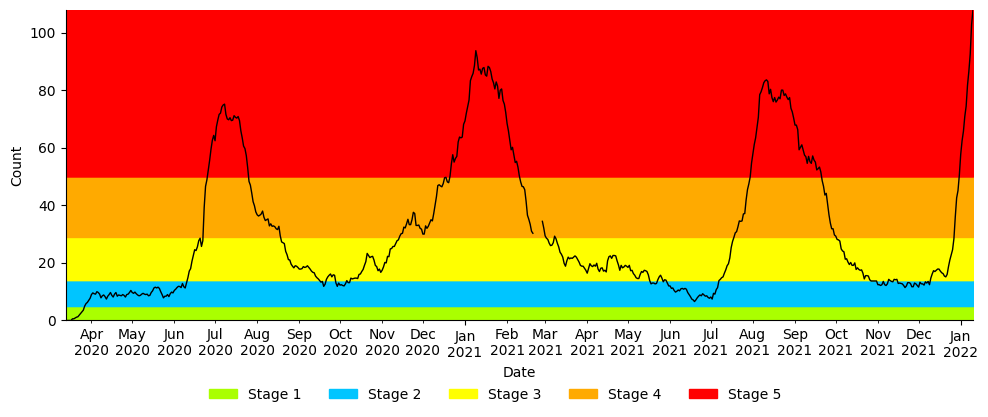 100
80
60
40
20
0
Count
Apr 2020 May 2020 Jun 2020 Jul 2020 Aug 2020 Sep 2020 Oct 2020 Nov 2020 Dec 2020 Jan 2021 Feb 2021 Mar 2021 Apr 2021 May 2021 Jun 2021 Jul 2021 Aug 2021 Sep 2021 Oct 2021 Nov 2021 Dec 2021 Jan 2022
Date
Stage 1 Stage 2 Stage 3 Stage 4 Stage 5